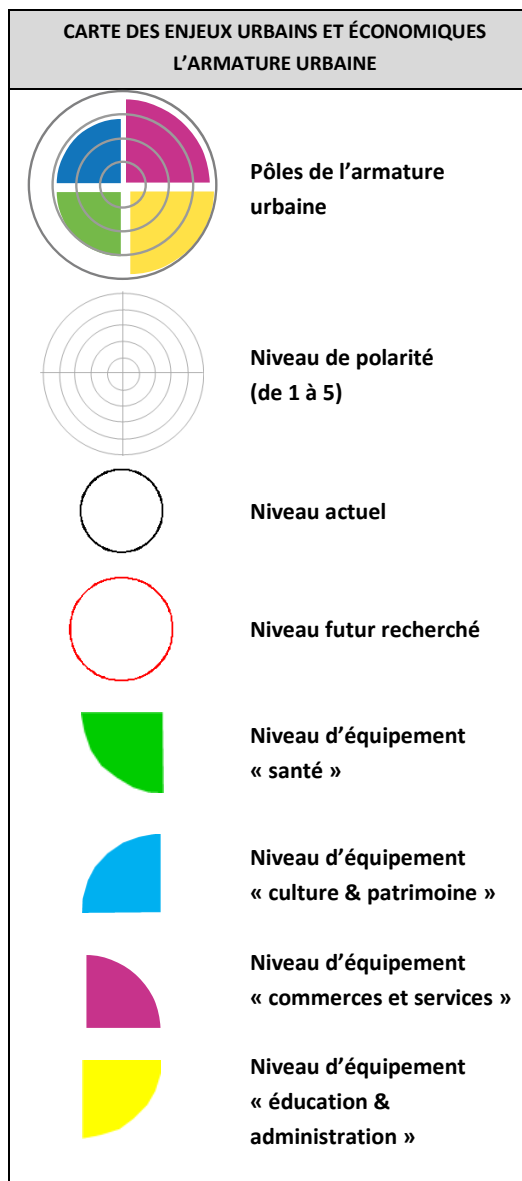 CARTE DES ENJEUX URBAINS ET ÉCONOMIQUES
L’ARMATURE URBAINE
Pôles de l’armature
urbaine
Niveau de polarité
(de 1 à 5)
Niveau actuel
Niveau futur recherché
Niveau d’équipement
« santé »
Niveau d’équipement
« culture & patrimoine »
Niveau d’équipement
« commerces et services »
Niveau d’équipement
« éducation &
administration »